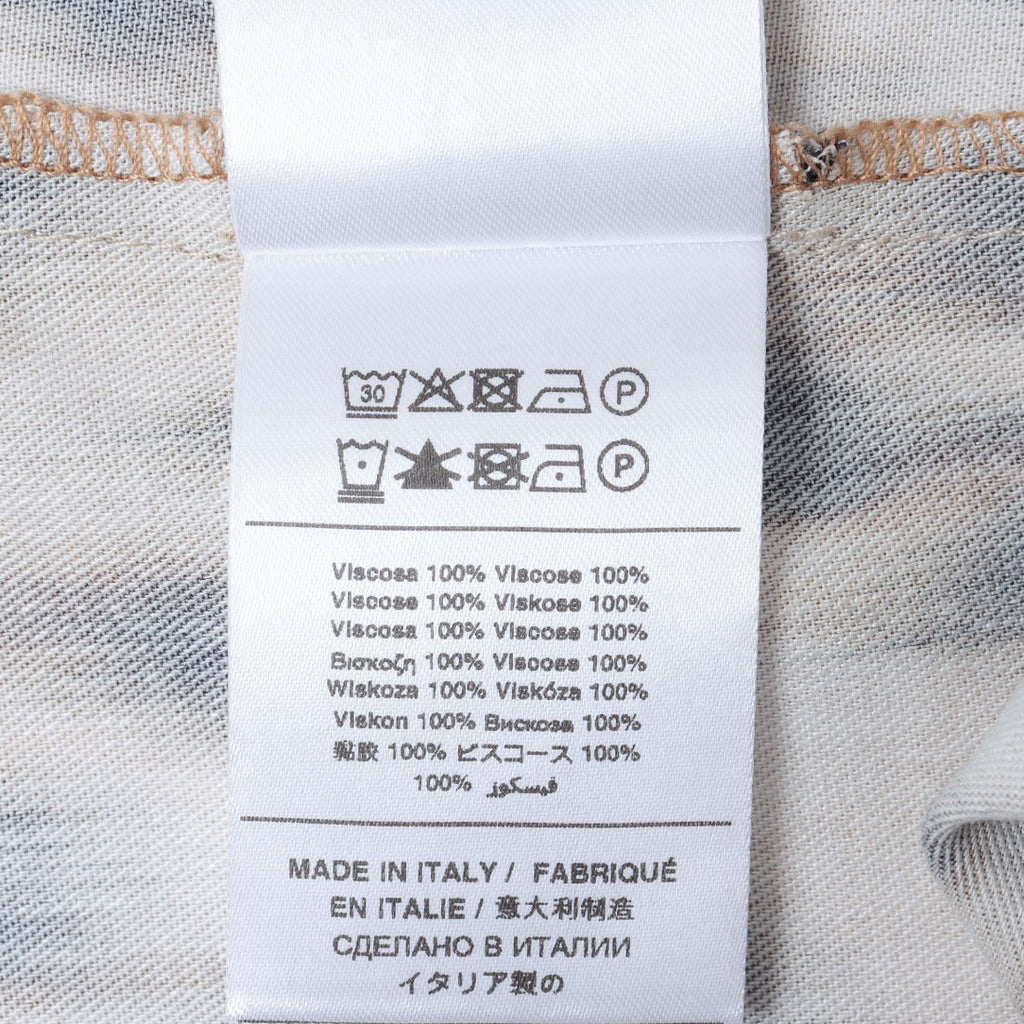 30 P
P
Viscosa 100% Viscose 100%
Viscose 100% Viskose 100%
Viscosa 100% Viscose 100%
Βισκοζη 100% Viscose 100%
Wiskoza 100% Viskóza 100%
Viskon 100% Вискоза 100%
黏胶 100% ビスコース 100%
100% فيسكوز
MADE IN ITALY / FABRIQUÉ
EN ITALIE / 意大利制造
СДЕЛАНО В ИТАЛИИ
イタリア製の